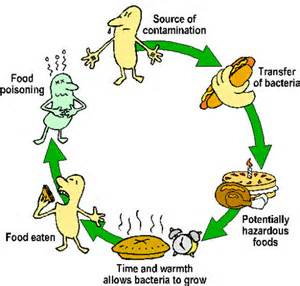 Source of
contamination
Transfer
of bacteria
Potentially
hazardous
foods
Time and warmth
allows bacteria to grow
Food eaten
Food
poisoning